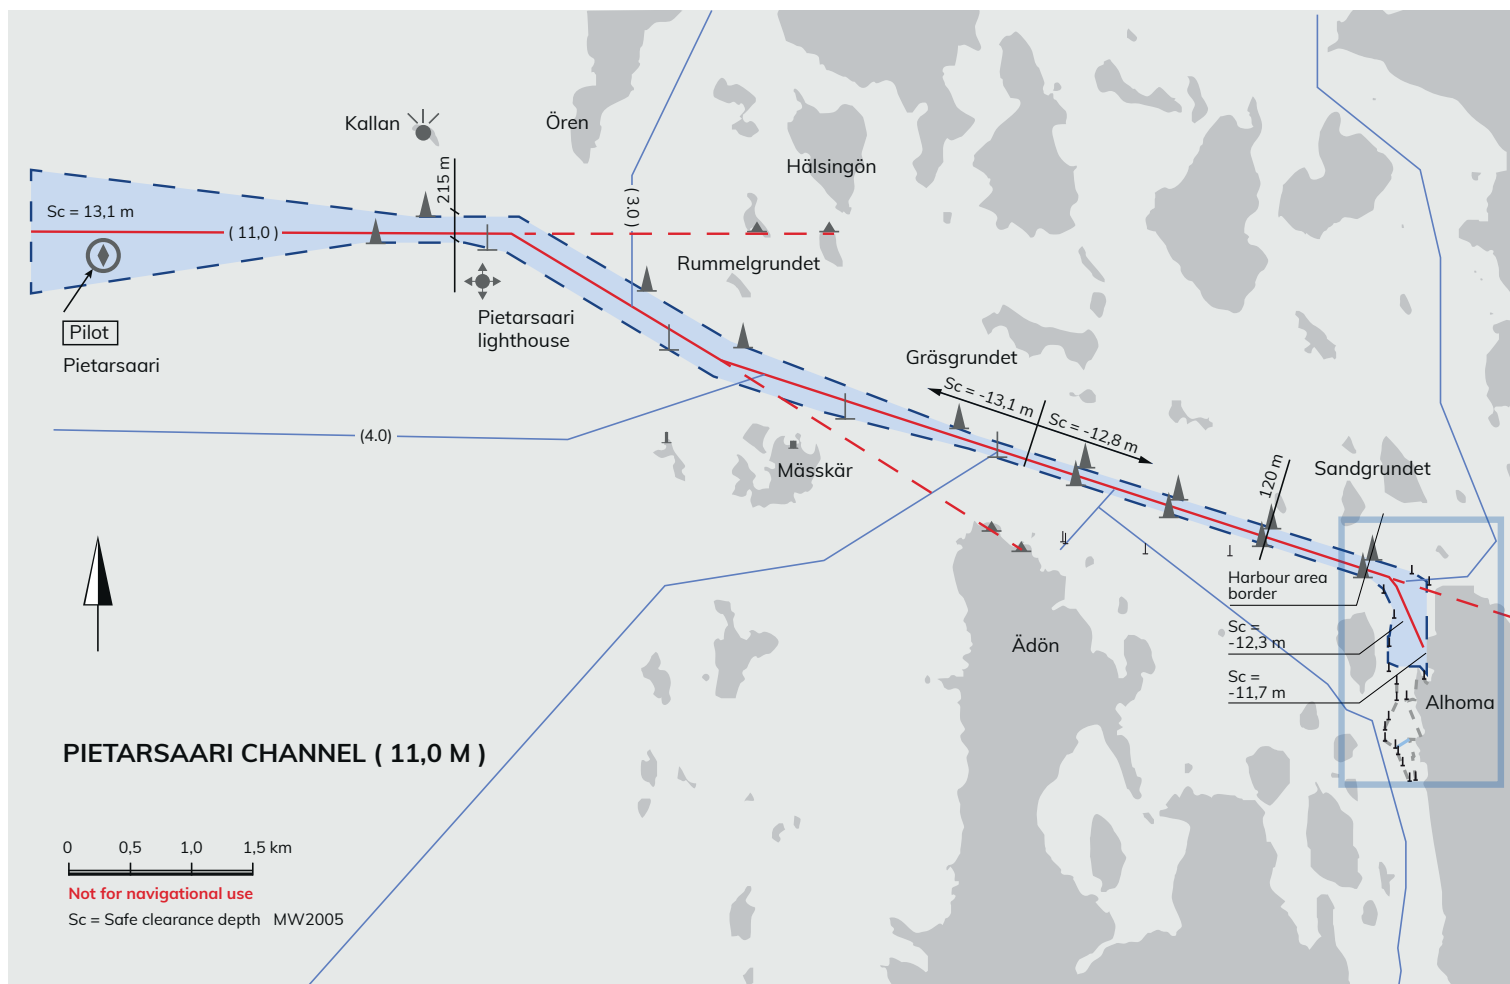 Kallan
Ören
215 m
Hälsingön
( 3.0 )
Sc = 13,1 m
( 11,0 )
Rummelgrundet
Pilot
Pietarsaari
Pietarsaari
lighthouse
Gräsgrundet
Sc = -13,1 m
Sc = -12,8 m
(4.0)
Mässkär
120 m
Sandgrundet
Harbour area
border
Sc =
-12,3 m
Ädön
Sc =
-11,7 m
Alhoma
PIETARSAARI CHANNEL ( 11,0 M )
0 0,5 1,0 1,5 km
Not for navigational use
Sc = Safe clearance depth MW2005